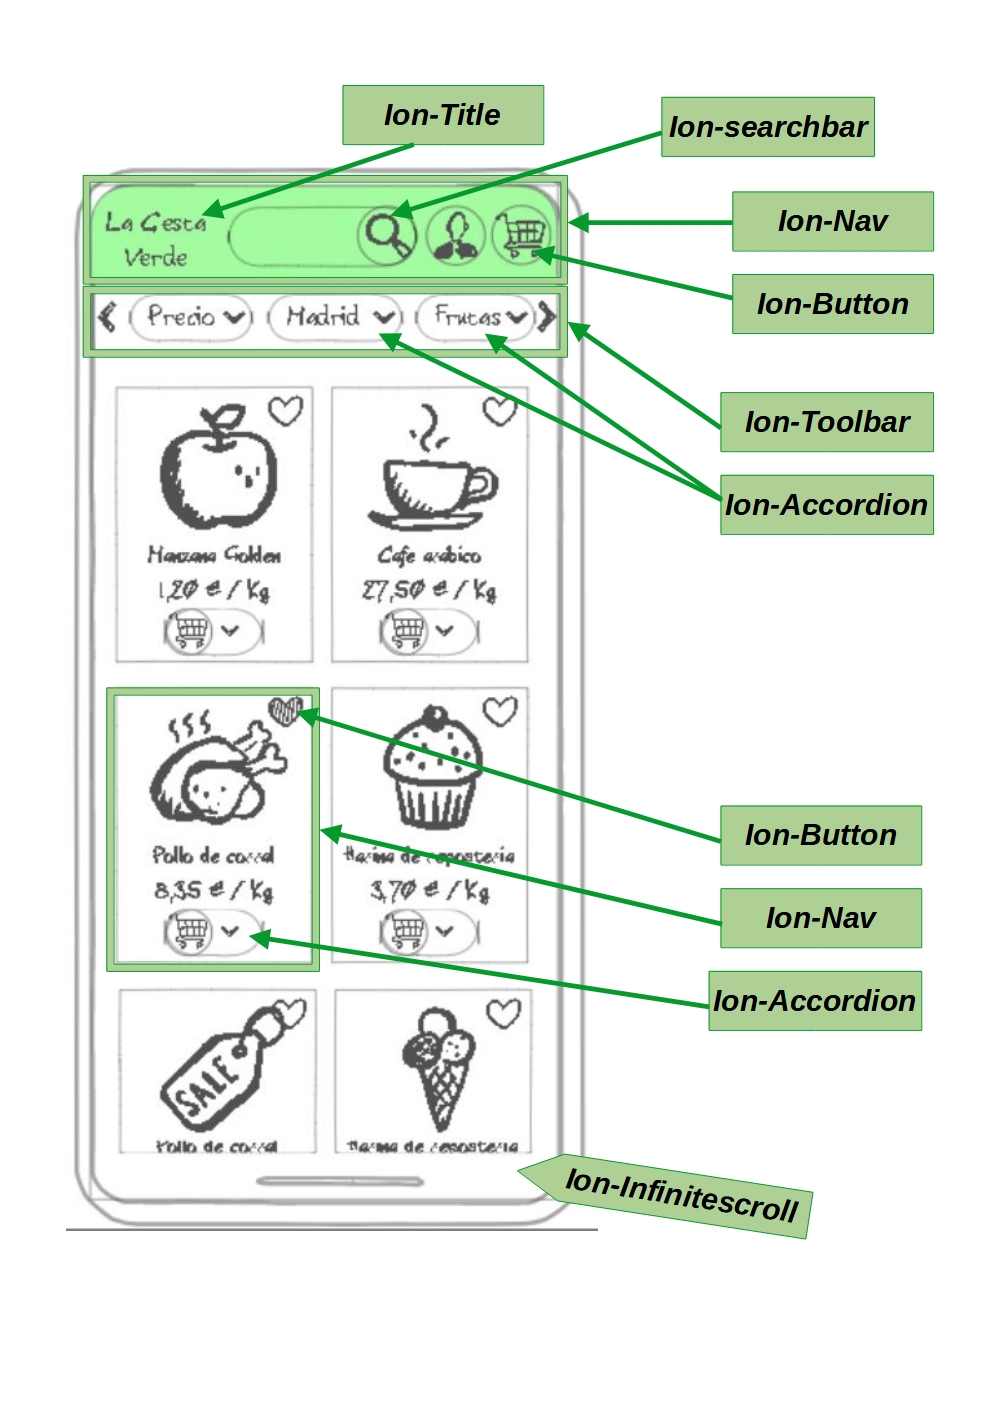 Ion-Title
Ion-searchbar
Ion-Nav
Ion-Button
La Cesta
Verde
Precio
Madrid
Frutas
Ion-Toolbar
Ion-Accordion
Manzana Golden
1,20 € / Kg
Cafe arabico
27,50 € / Kg
Ion-Button
Ion-Nav
Ion-Accordion
Pollo de corral
8,35 € / Kg
Harina de reposteria
3,70 € / Kg
SALE
Pollo de corral
Harina de reposteria
Ion-Infinitescroll